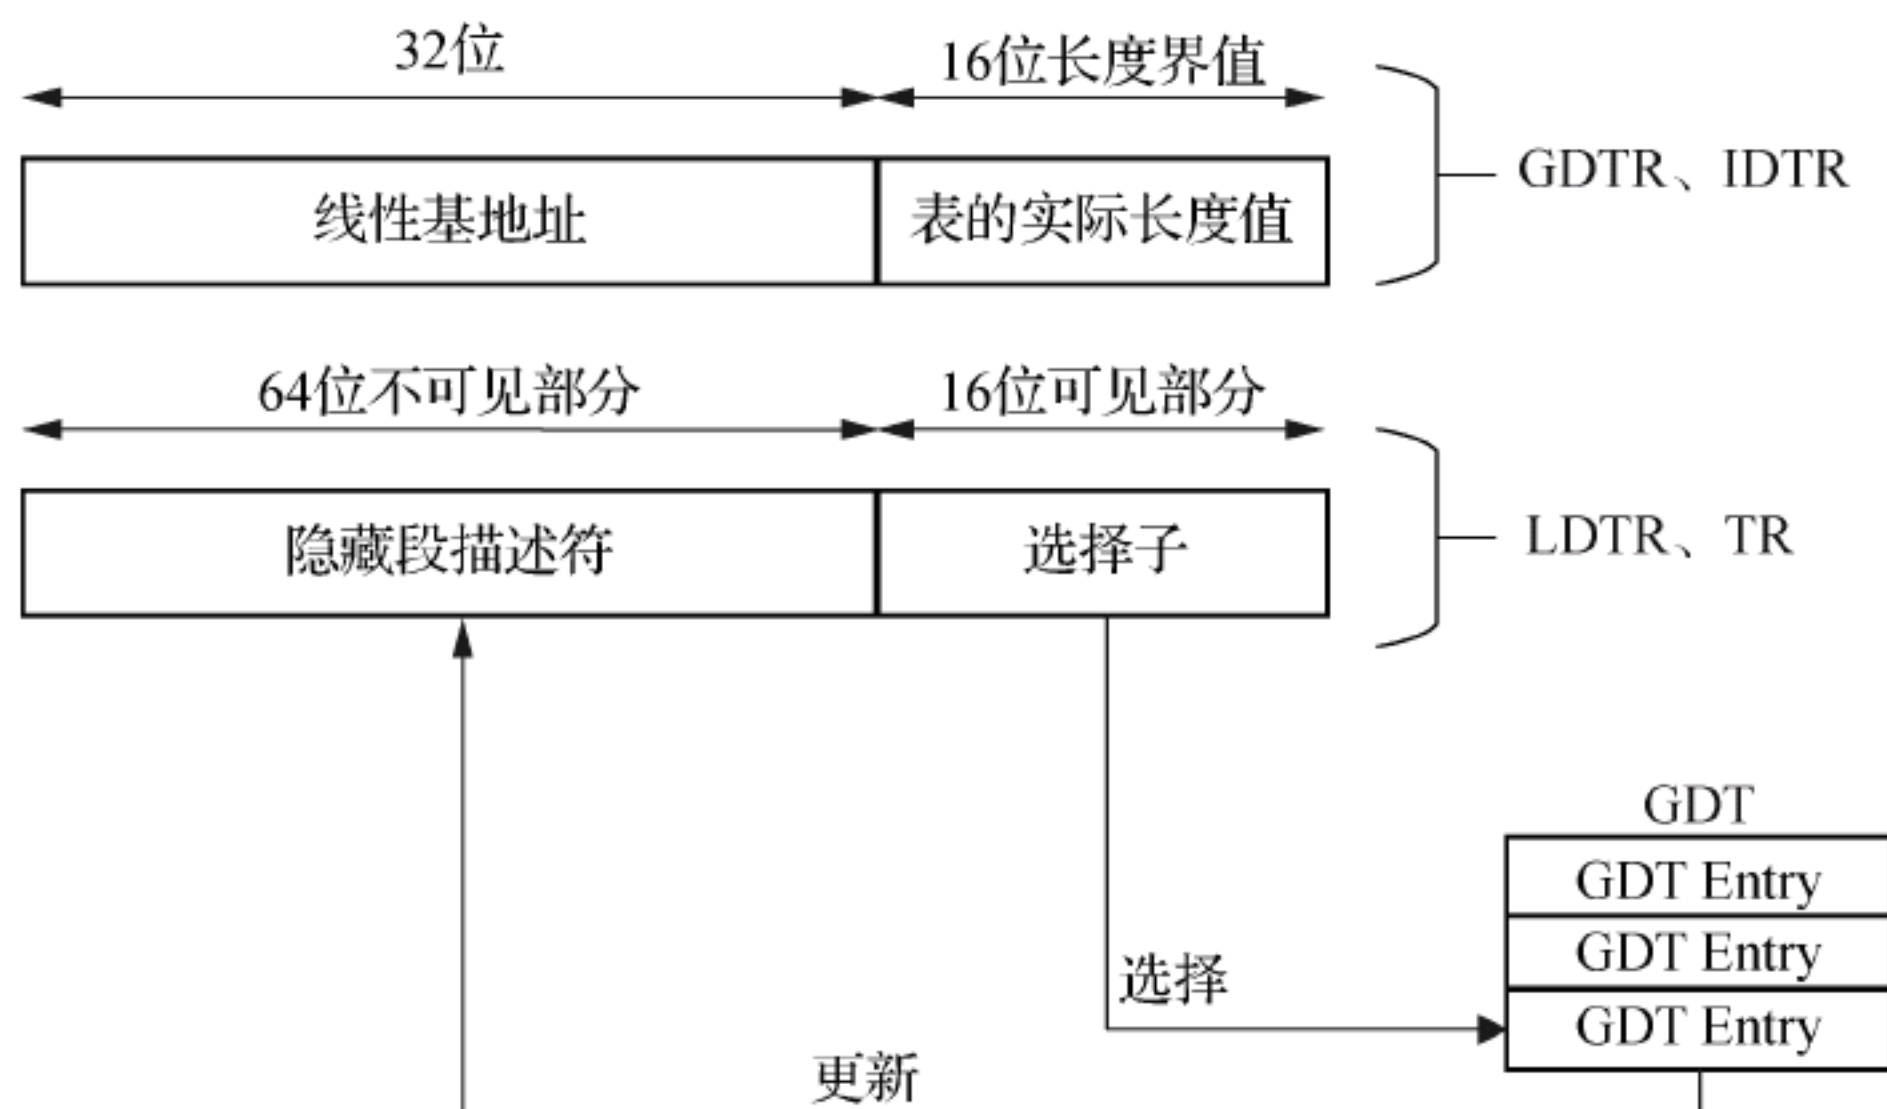 32位
16位长度界值
线性基地址
表的实际长度值
GDTR、IDTR
64位不可见部分
16位可见部分
隐藏段描述符
选择子
LDTR、TR
GDT
GDT Entry
GDT Entry
选择
GDT Entry
更新